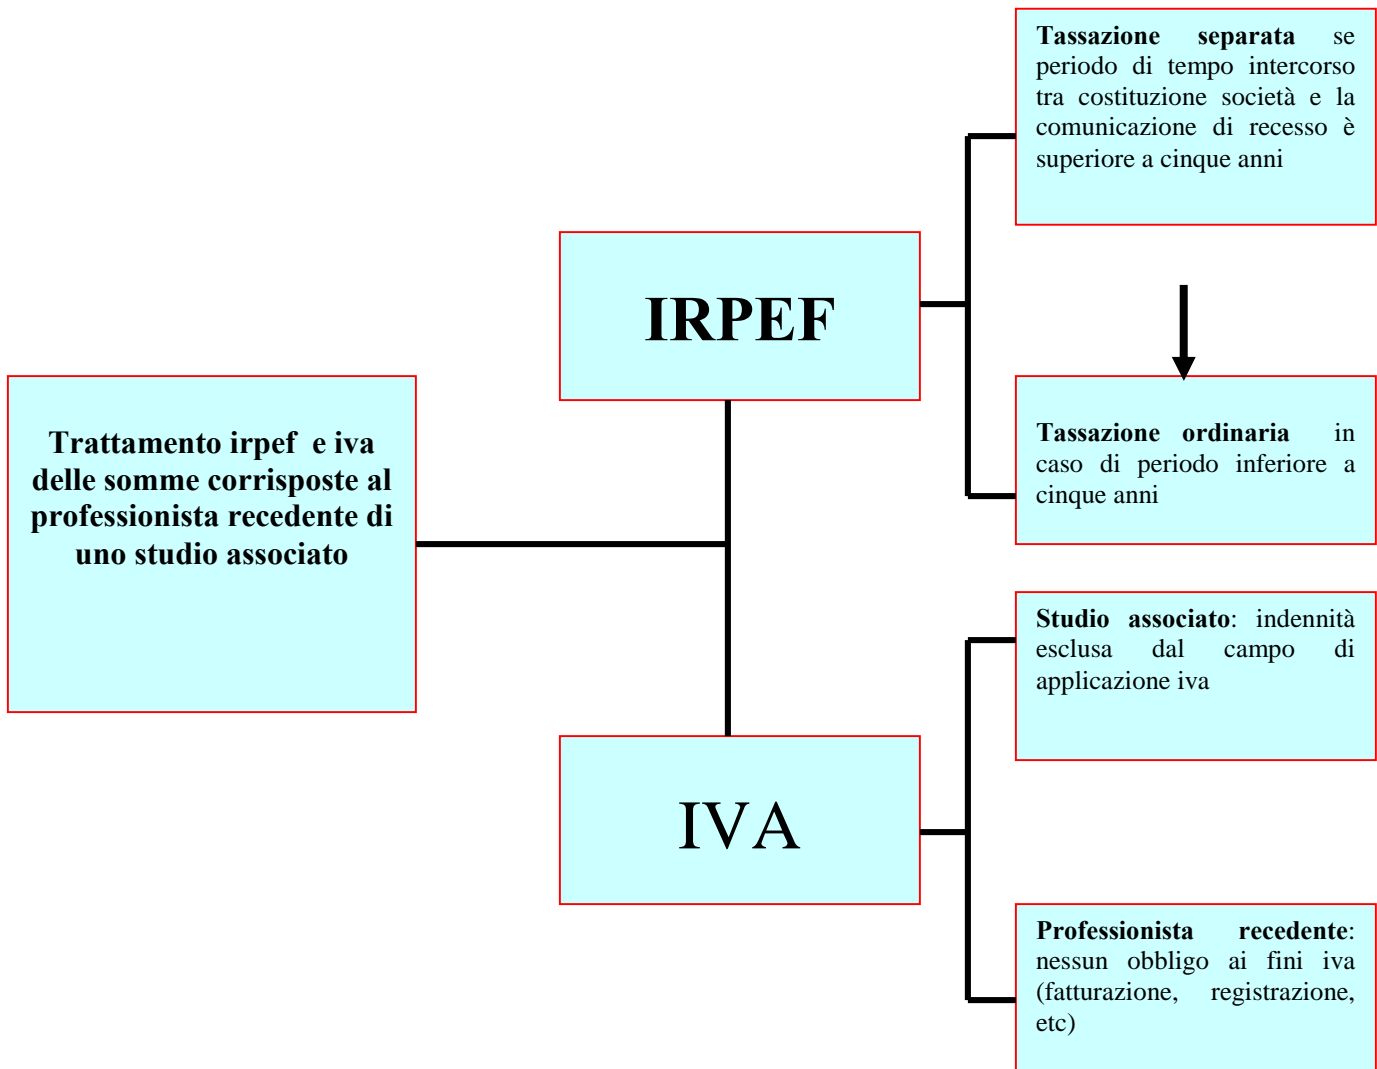 Trattamento irpef e iva
delle somme corrisposte al
professionista recedente di
uno studio associato
IRPEF
Tassazione separata se
periodo di tempo intercorso
tra costituzione società e la
comunicazione di recesso è
superiore a cinque anni
Tassazione ordinaria in
caso di periodo inferiore a
cinque anni
IVA
Studio associato: indennità
esclusa dal campo di
applicazione iva
Professionista recedente:
nessun obbligo ai fini iva
(fatturazione, registrazione,
etc)